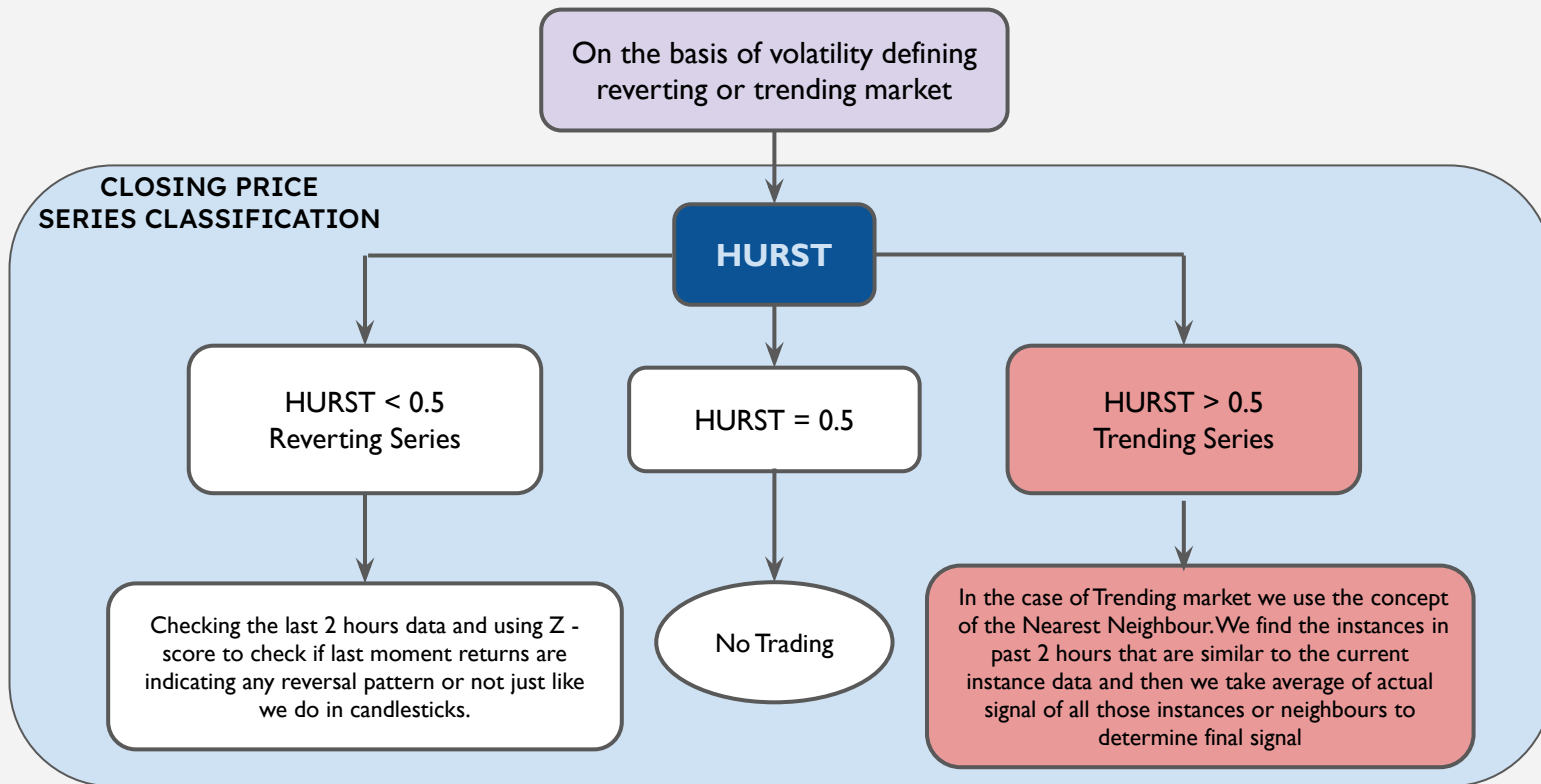 On the basis of volatility defining
reverting or trending market
CLOSING PRICE
SERIES CLASSIFICATION
HURST
HURST < 0.5
Reverting Series
HURST = 0.5
HURST > 0.5
Trending Series
Checking the last 2 hours data and using Z -
score to check if last moment returns are
indicating any reversal pattern or not just like
we do in candlesticks.
No Trading
In the case of Trending market we use the concept
of the Nearest Neighbour. We find the instances in
past 2 hours that are similar to the current
instance data and then we take average of actual
signal of all those instances or neighbours to
determine final signal